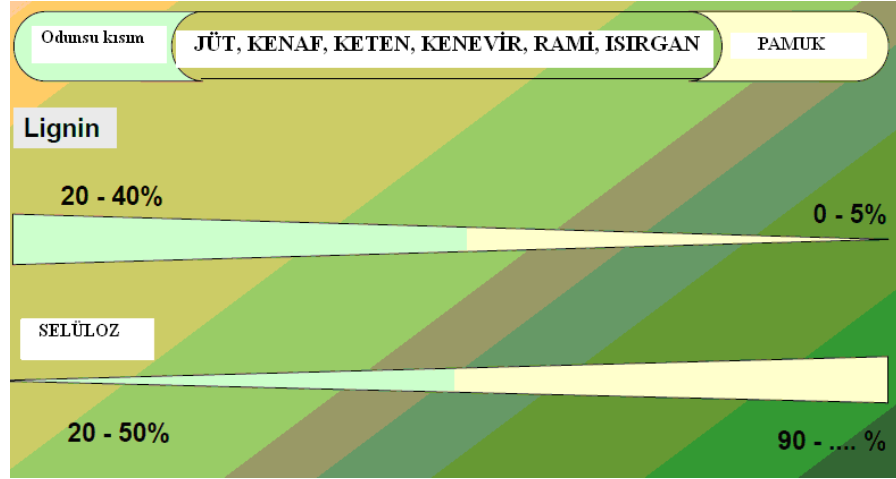 Odunsu kısım
JÜT, KENAF, KETEN, KENEVİR, RAMİ, ISIRGAN
PAMUK
Lignin
20 - 40%
0 - 5%
SELÜLOZ
20 - 50%
90 - .... %